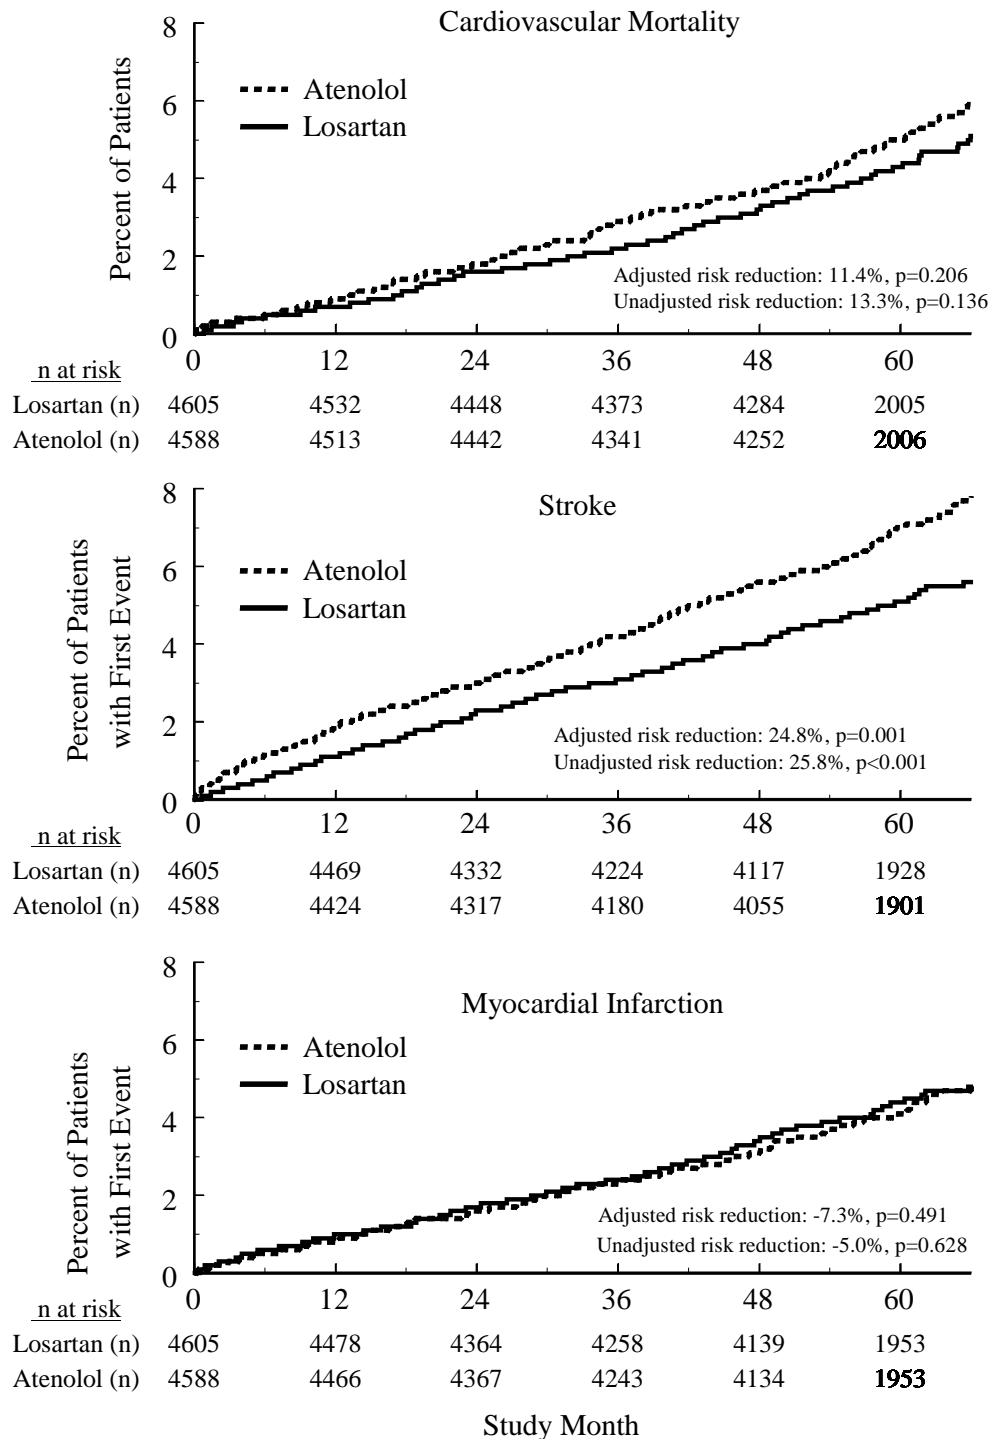 Cardiovascular Mortality
Percent of Patients
8
6
4
2
0
Atenolol
Losartan
Adjusted risk reduction: 11.4%, p=0.206
Unadjusted risk reduction: 13.3%, p=0.136
0 12 24 36 48 60
n at risk
Losartan (n) 4605 4532 4448 4373 4284 2005
Atenolol (n) 4588 4513 4442 4341 4252 2006
Stroke
Percent of Patients
with First Event
8
6
4
2
0
Atenolol
Losartan
Adjusted risk reduction: 24.8%, p=0.001
Unadjusted risk reduction: 25.8%, p<0.001
0 12 24 36 48 60
n at risk
Losartan (n) 4605 4469 4332 4224 4117 1928
Atenolol (n) 4588 4424 4317 4180 4055 1901
Myocardial Infarction
Percent of Patients
with First Event
8
6
4
2
0
Atenolol
Losartan
Adjusted risk reduction: -7.3%, p=0.491
Unadjusted risk reduction: -5.0%, p=0.628
0 12 24 36 48 60
n at risk
Losartan (n) 4605 4478 4364 4258 4139 1953
Atenolol (n) 4588 4466 4367 4243 4134 1953
Study Month